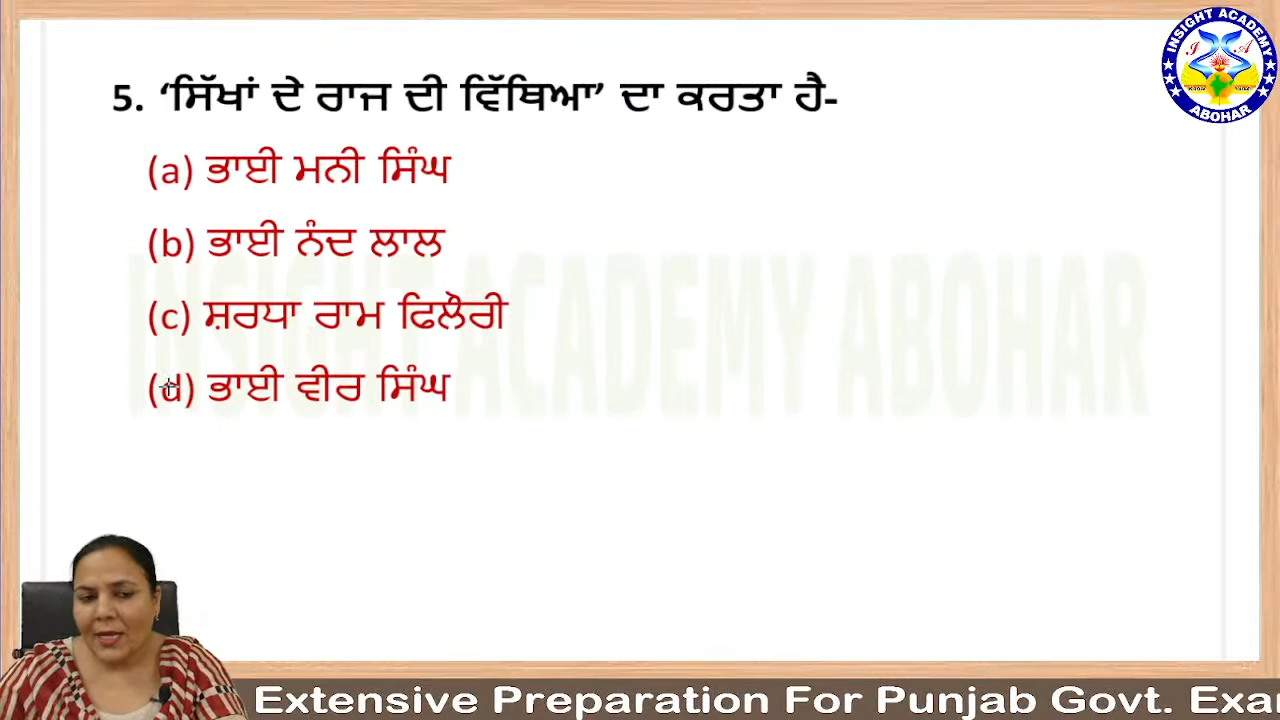 5. ‘ਸਿੱਖਾਂ ਦੇ ਰਾਜ ਦੀ ਵਿੱਥਿਆ’ ਦਾ ਕਰਤਾ ਹੈ-
(a) ਭਾਈ ਮਨੀ ਸਿੰਘ
(b) ਭਾਈ ਨੰਦ ਲਾਲ
(c) ਸ਼ਰਧਾ ਰਾਮ ਫਿਲੌਰੀ
(d) ਭਾਈ ਵੀਰ ਸਿੰਘ
INSIGHT ACADEMY ABOHAR
INSIGHT ACADEMY
I A
ABOHAR
Extensive Preparation For Punjab Govt. Exa